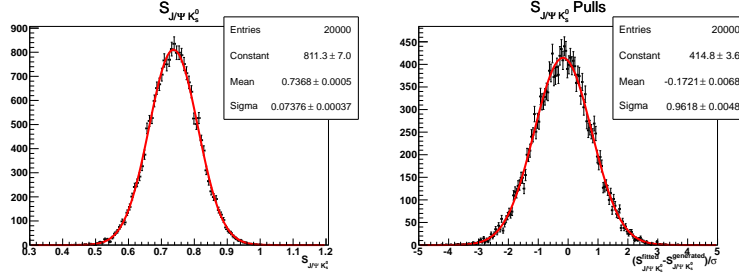 S_{J/Ψ K_s^0}
Entries 20000
Constant 811.3 ± 7.0
Mean 0.7368 ± 0.0005
Sigma 0.07376 ± 0.00037
900
800
700
600
500
400
300
200
100
0
0.3 0.4 0.5 0.6 0.7 0.8 0.9 1 1.1 1.2
S_{J/Ψ K_s^0}
S_{J/Ψ K_s^0} Pulls
Entries 20000
Constant 414.8 ± 3.6
Mean -0.1721 ± 0.0068
Sigma 0.9618 ± 0.0048
450
400
350
300
250
200
150
100
50
0
-5 -4 -3 -2 -1 0 1 2 3 4 5
(S^{fitted}_{J/Ψ K_s^0}-S^{generated}_{J/Ψ K_s^0})/σ